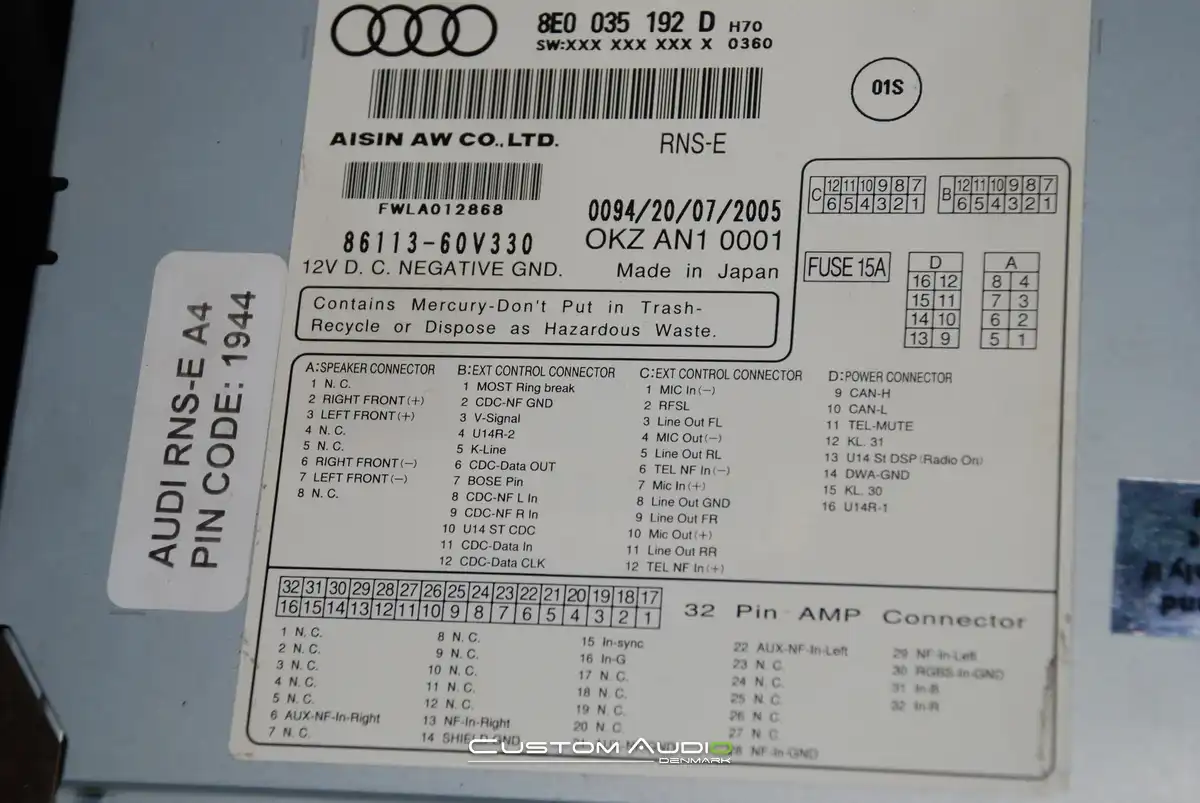 8E0 035 192 D H70
SW:XXX XXX XXX X 0360
01S
AISIN AW CO.,LTD.
RNS-E
FWLA012868
0094/20/07/2005
86113-60V330
OKZ AN1 0001
12V D. C. NEGATIVE GND.
Made in Japan
Contains Mercury-Don't Put in Trash-
Recycle or Dispose as Hazardous Waste.
C
12 11 10 9 8 7
6 5 4 3 2 1
B
12 11 10 9 8 7
6 5 4 3 2 1
FUSE 15A
D
16 12
15 11
14 10
13 9
A
8 4
7 3
6 2
5 1
AUDI RNS-E A4
PIN CODE: 1944
A:SPEAKER CONNECTOR
1 N. C.
2 RIGHT FRONT(+)
3 LEFT FRONT(+)
4 N. C.
5 N. C.
6 RIGHT FRONT(-)
7 LEFT FRONT(-)
8 N. C.
B:EXT CONTROL CONNECTOR
1 MOST Ring break
2 CDC-NF GND
3 V-Signal
4 U14R-2
5 K-Line
6 CDC-Data OUT
7 BOSE Pin
8 CDC-NF L In
9 CDC-NF R In
10 U14 ST CDC
11 CDC-Data In
12 CDC-Data CLK
C:EXT CONTROL CONNECTOR
1 MIC In(-)
2 RFSL
3 Line Out FL
4 MIC Out(-)
5 Line Out RL
6 TEL NF In(-)
7 Mic In(+)
8 Line Out GND
9 Line Out FR
10 Mic Out(+)
11 Line Out RR
12 TEL NF In(+)
D:POWER CONNECTOR
9 CAN-H
10 CAN-L
11 TEL-MUTE
12 KL. 31
13 U14 St DSP(Radio On)
14 DWA-GND
15 KL. 30
16 U14R-1
32 31 30 29 28 27 26 25 24 23 22 21 20 19 18 17
16 15 14 13 12 11 10 9 8 7 6 5 4 3 2 1
32 Pin AMP Connector
1 N. C.
2 N. C.
3 N. C.
4 N. C.
5 N. C.
6 AUX-NF-In-Right
7 N. C.
8 N. C.
9 N. C.
10 N. C.
11 N. C.
12 N. C.
13 NF-In-Right
14 SHIELD GND
15 In-sync
16 In-G
17 N. C.
18 N. C.
19 N. C.
20 N. C.
22 AUX-NF-In-Left
23 N. C.
24 N. C.
25 N. C.
26 N. C.
27 N. C.
28 NF-In-GND
29 NF-In-Left
30 RGBS-In-GND
31 In-B
32 In-R
CUSTOM AUDIO
DENMARK